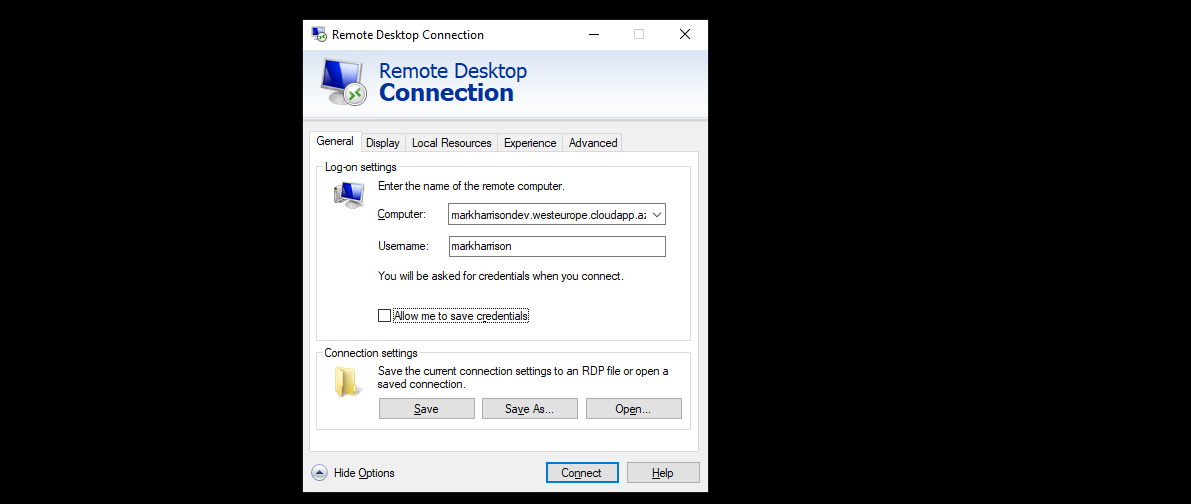 Remote Desktop Connection
Remote Desktop
Connection
General Display Local Resources Experience Advanced
Log-on settings
Enter the name of the remote computer.
Computer: markharrisondev.westeurope.cloudapp.az
Username: markharrison
You will be asked for credentials when you connect.
Allow me to save credentials
Connection settings
Save the current connection settings to an RDP file or open a
saved connection.
Save Save As... Open...
Hide Options Connect Help